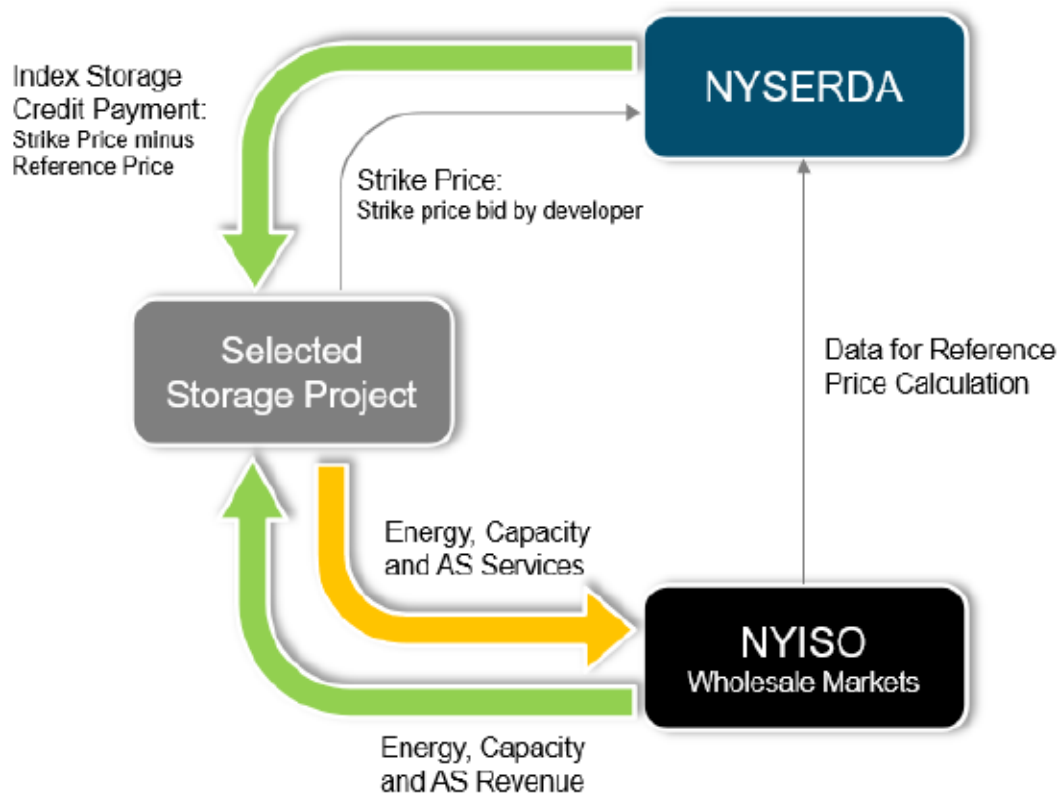 NYSERDA
Index Storage
Credit Payment:
Strike Price minus
Reference Price
Strike Price:
Strike price bid by developer
Selected
Storage Project
Data for Reference
Price Calculation
Energy, Capacity
and AS Services
NYISO
Wholesale Markets
Energy, Capacity
and AS Revenue